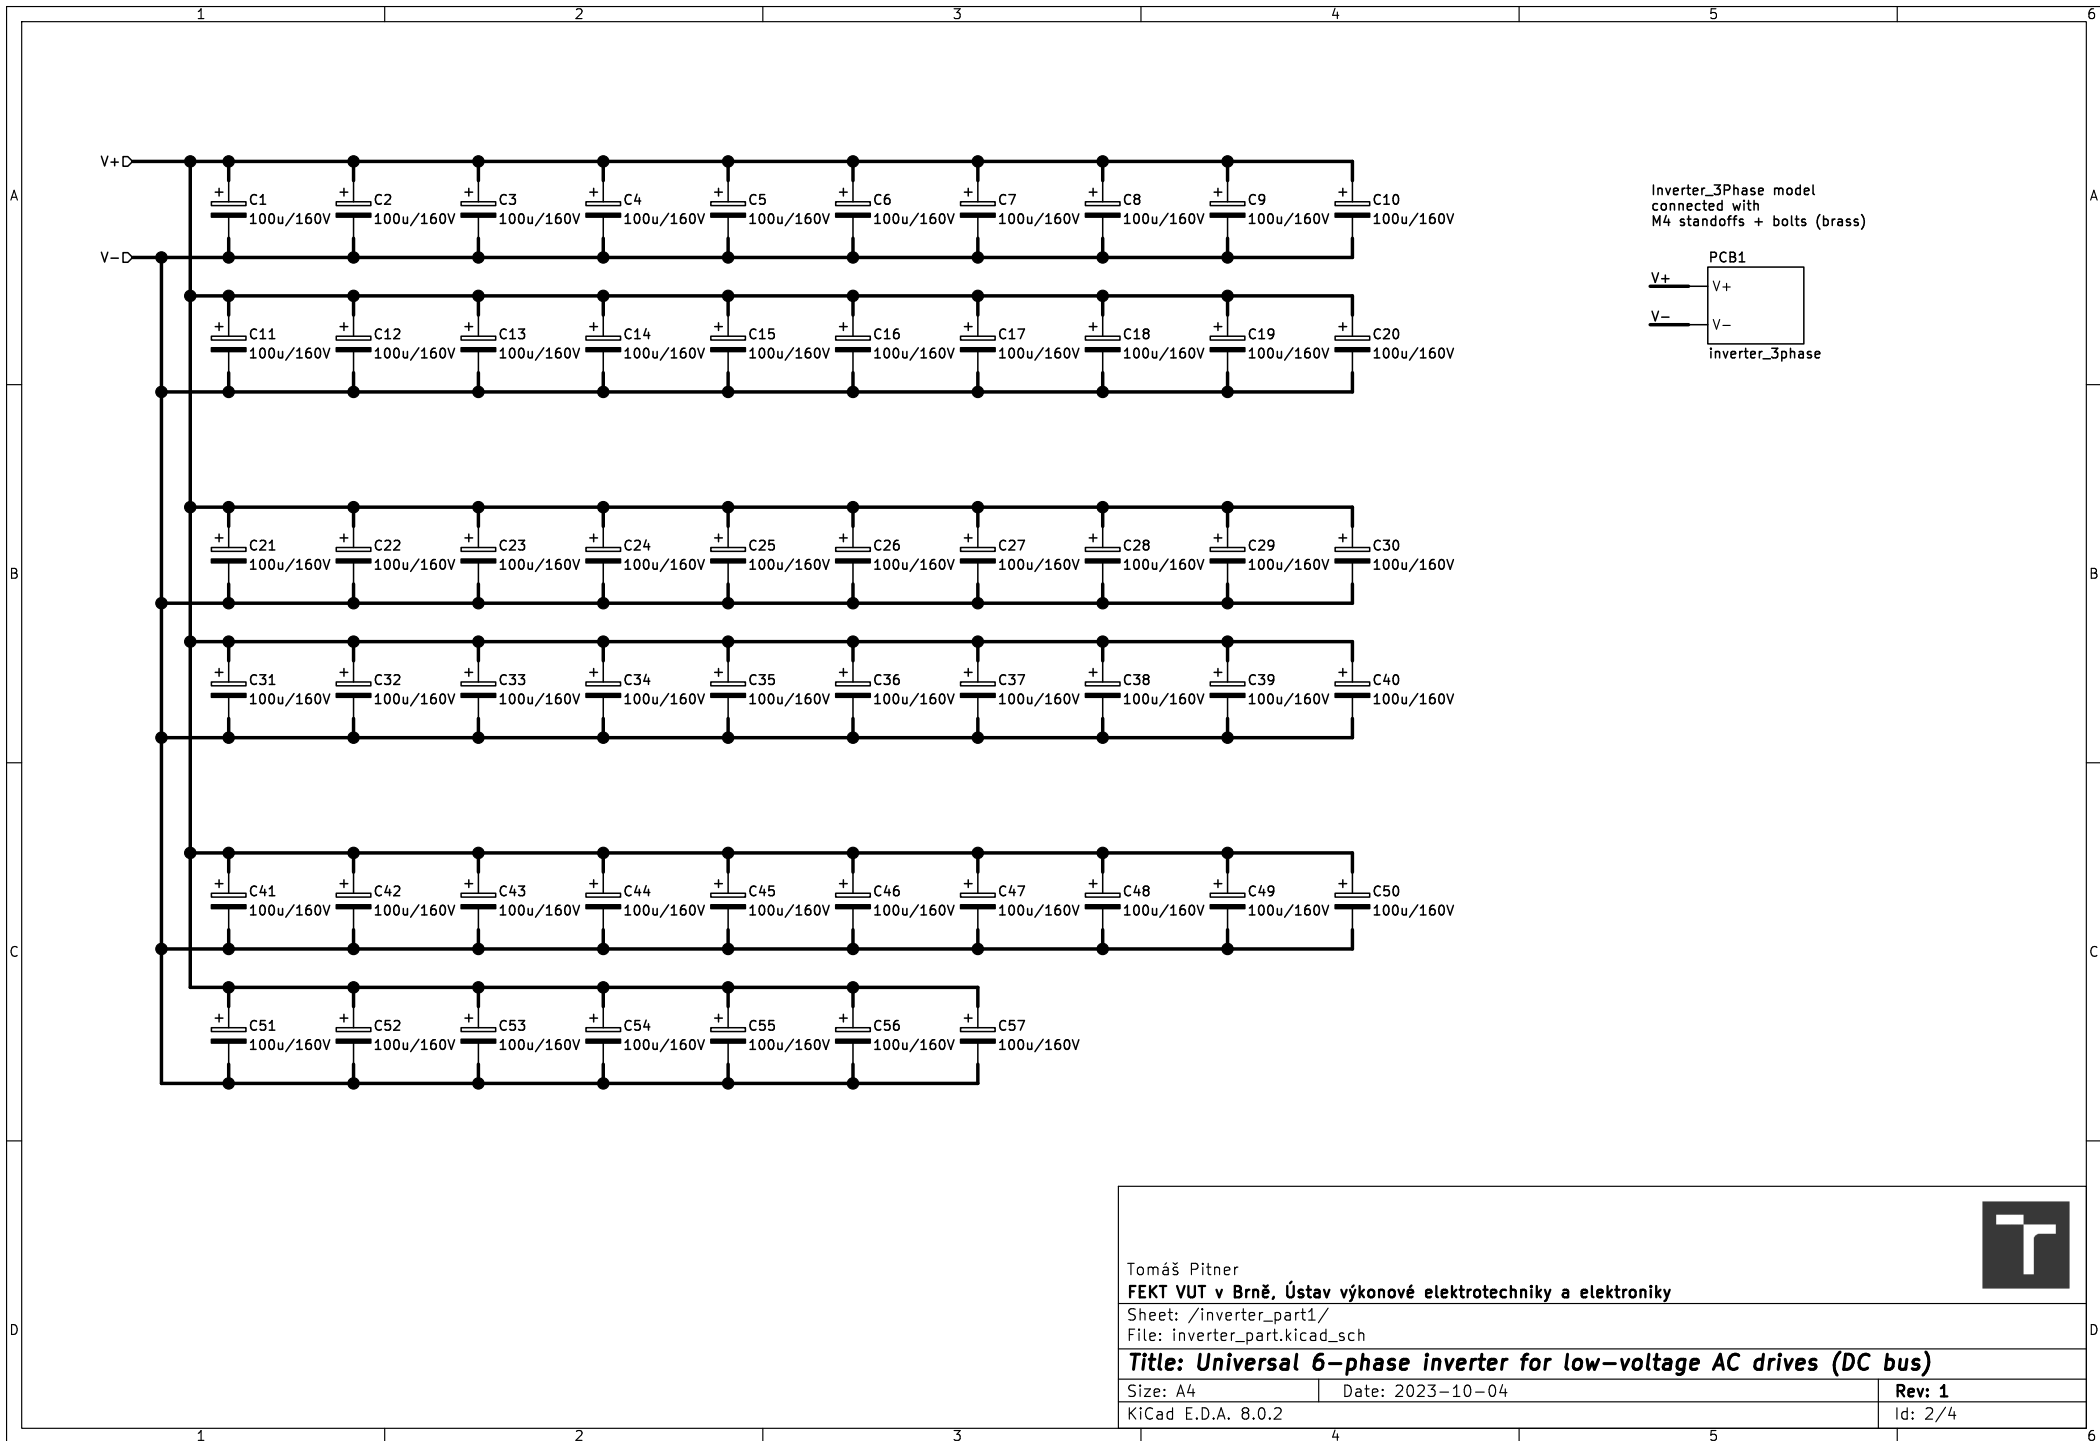 1 2 3 4 5 6
V+
+ + + + + + + + + +
C1 C2 C3 C4 C5 C6 C7 C8 C9 C10
100u/160V 100u/160V 100u/160V 100u/160V 100u/160V 100u/160V 100u/160V 100u/160V 100u/160V 100u/160V
A A
Inverter_3Phase model
connected with
M4 standoffs + bolts (brass)
V-
PCB1
V+ V+
V- V-
inverter_3phase
+ + + + + + + + + +
C11 C12 C13 C14 C15 C16 C17 C18 C19 C20
100u/160V 100u/160V 100u/160V 100u/160V 100u/160V 100u/160V 100u/160V 100u/160V 100u/160V 100u/160V
+ + + + + + + + + +
C21 C22 C23 C24 C25 C26 C27 C28 C29 C30
100u/160V 100u/160V 100u/160V 100u/160V 100u/160V 100u/160V 100u/160V 100u/160V 100u/160V 100u/160V
B B
+ + + + + + + + + +
C31 C32 C33 C34 C35 C36 C37 C38 C39 C40
100u/160V 100u/160V 100u/160V 100u/160V 100u/160V 100u/160V 100u/160V 100u/160V 100u/160V 100u/160V
+ + + + + + + + + +
C41 C42 C43 C44 C45 C46 C47 C48 C49 C50
100u/160V 100u/160V 100u/160V 100u/160V 100u/160V 100u/160V 100u/160V 100u/160V 100u/160V 100u/160V
C C
+ + + + + + +
C51 C52 C53 C54 C55 C56 C57
100u/160V 100u/160V 100u/160V 100u/160V 100u/160V 100u/160V 100u/160V
Tomáš Pitner
FEKT VUT v Brně, Ústav výkonové elektrotechniky a elektroniky
Sheet: /inverter_part1/
File: inverter_part.kicad_sch
D D
Title: Universal 6-phase inverter for low-voltage AC drives (DC bus)
Size: A4 Date: 2023-10-04 Rev: 1
KiCad E.D.A. 8.0.2 Id: 2/4
1 2 3 4 5 6